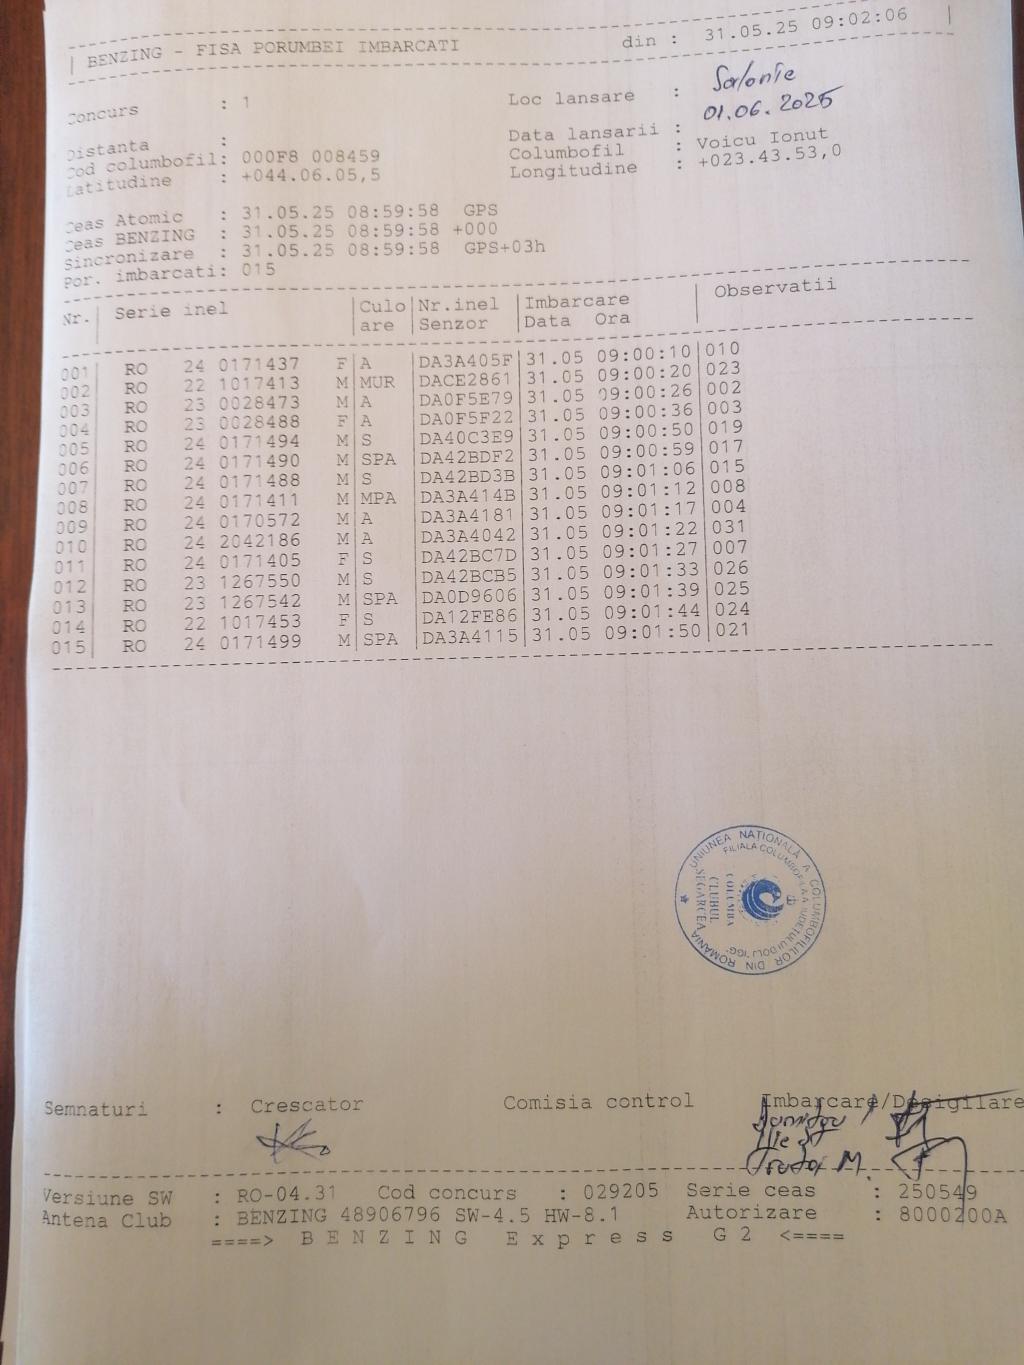 BENZING - FISA PORUMBEI IMBARCATI din : 31.05.25 09:02:06
Concurs : 1 Loc lansare : Salonic
01.06.2025
Distanta : Data lansarii :
Cod columbofil: 000F8 008459 Columbofil : Voicu Ionut
Latitudine : +044.06.05,5 Longitudine : +023.43.53,0
Ceas Atomic : 31.05.25 08:59:58 GPS
Ceas BENZING : 31.05.25 08:59:58 +000
Sincronizare : 31.05.25 08:59:58 GPS+03h
Por. imbarcati: 015
Nr. Serie inel Culo Nr.inel Imbarcare Observatii
are Senzor Data Ora
001 RO 24 0171437 F A DA3A405F 31.05 09:00:10 010
002 RO 22 1017413 M MUR DACE2861 31.05 09:00:20 023
003 RO 23 0028473 M A DA0F5E79 31.05 09:00:26 002
004 RO 23 0028488 F A DA0F5F22 31.05 09:00:36 003
005 RO 24 0171494 M S DA40C3E9 31.05 09:00:50 019
006 RO 24 0171490 M SPA DA42BDF2 31.05 09:00:59 017
007 RO 24 0171488 M S DA42BD3B 31.05 09:01:06 015
008 RO 24 0171411 M MPA DA3A414B 31.05 09:01:12 008
009 RO 24 0170572 M A DA3A4181 31.05 09:01:17 004
010 RO 24 2042186 M A DA3A4042 31.05 09:01:22 031
011 RO 24 0171405 F S DA42BC7D 31.05 09:01:27 007
012 RO 23 1267550 M S DA42BCB5 31.05 09:01:33 026
013 RO 23 1267542 M SPA DA0D9606 31.05 09:01:39 025
014 RO 22 1017453 F S DA12FE86 31.05 09:01:44 024
015 RO 24 0171499 M SPA DA3A4115 31.05 09:01:50 021
UNIUNEA NATIONALĂ A COLUMBOFILILOR DIN ROMANIA
FILIALA COLUMBOFILA A JUDETULUI DOLJ
CLUBUL
COLUMBA
SEGARCEA
Semnaturi : Crescator Comisia control Imbarcare/Desigilare
Versiune SW : RO-04.31 Cod concurs : 029205 Serie ceas : 250549
Antena Club : BENZING 48906796 SW-4.5 HW-8.1 Autorizare : 8000200A
====> B E N Z I N G E x p r e s s G 2 <====